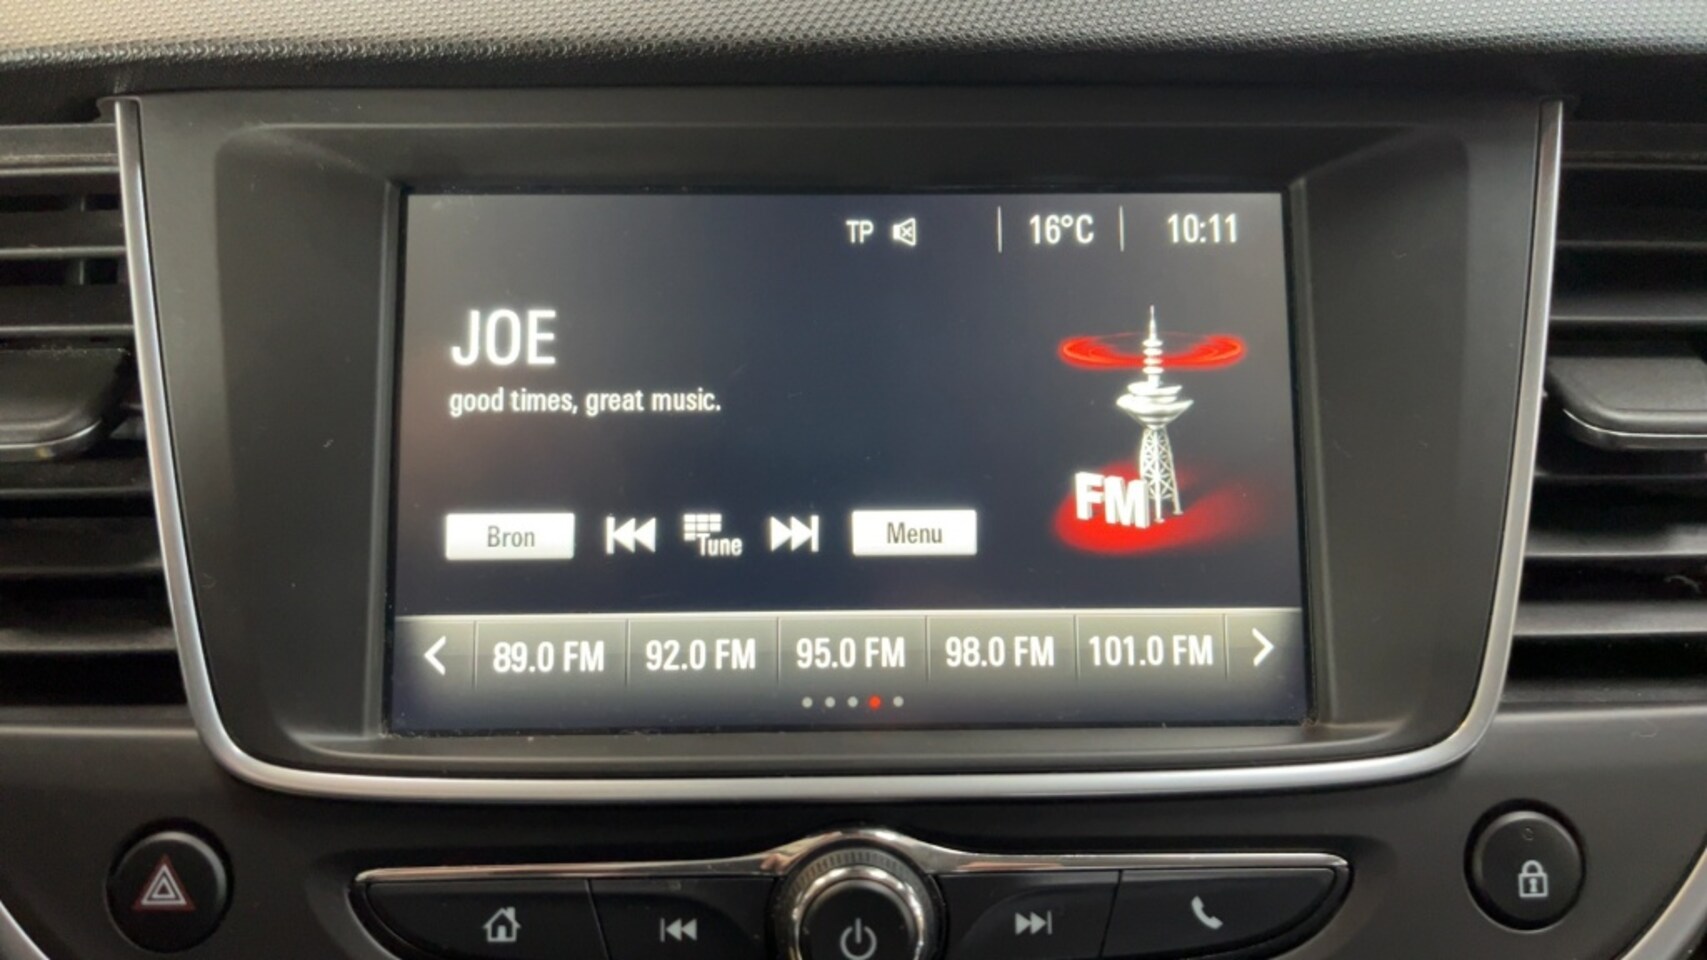 TP 16°C 10:11
JOE
good times, great music.
FM
Bron Tune Menu
89.0 FM 92.0 FM 95.0 FM 98.0 FM 101.0 FM